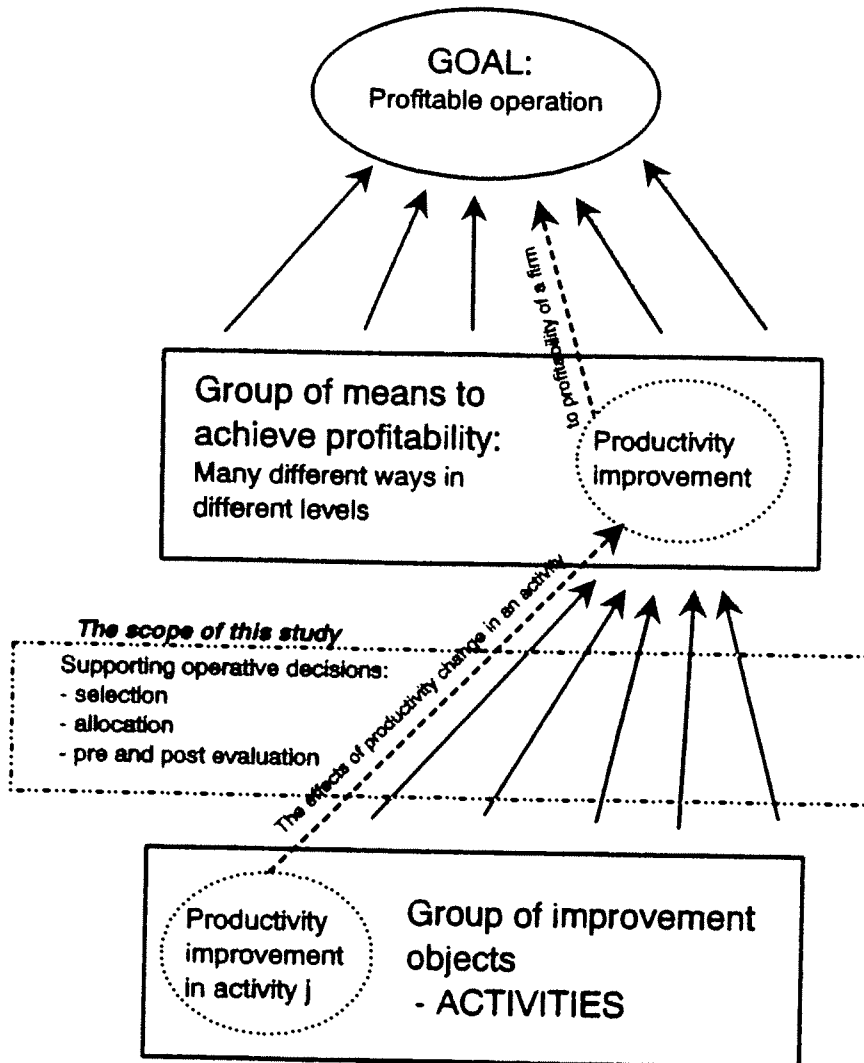 GOAL:
Profitable operation
to profitability of a firm
Group of means to
achieve profitability:
Many different ways in
different levels
Productivity
improvement
The effects of productivity change in an activity
The scope of this study
Supporting operative decisions:
- selection
- allocation
- pre and post evaluation
Productivity
improvement
in activity j
Group of improvement
objects
- ACTIVITIES